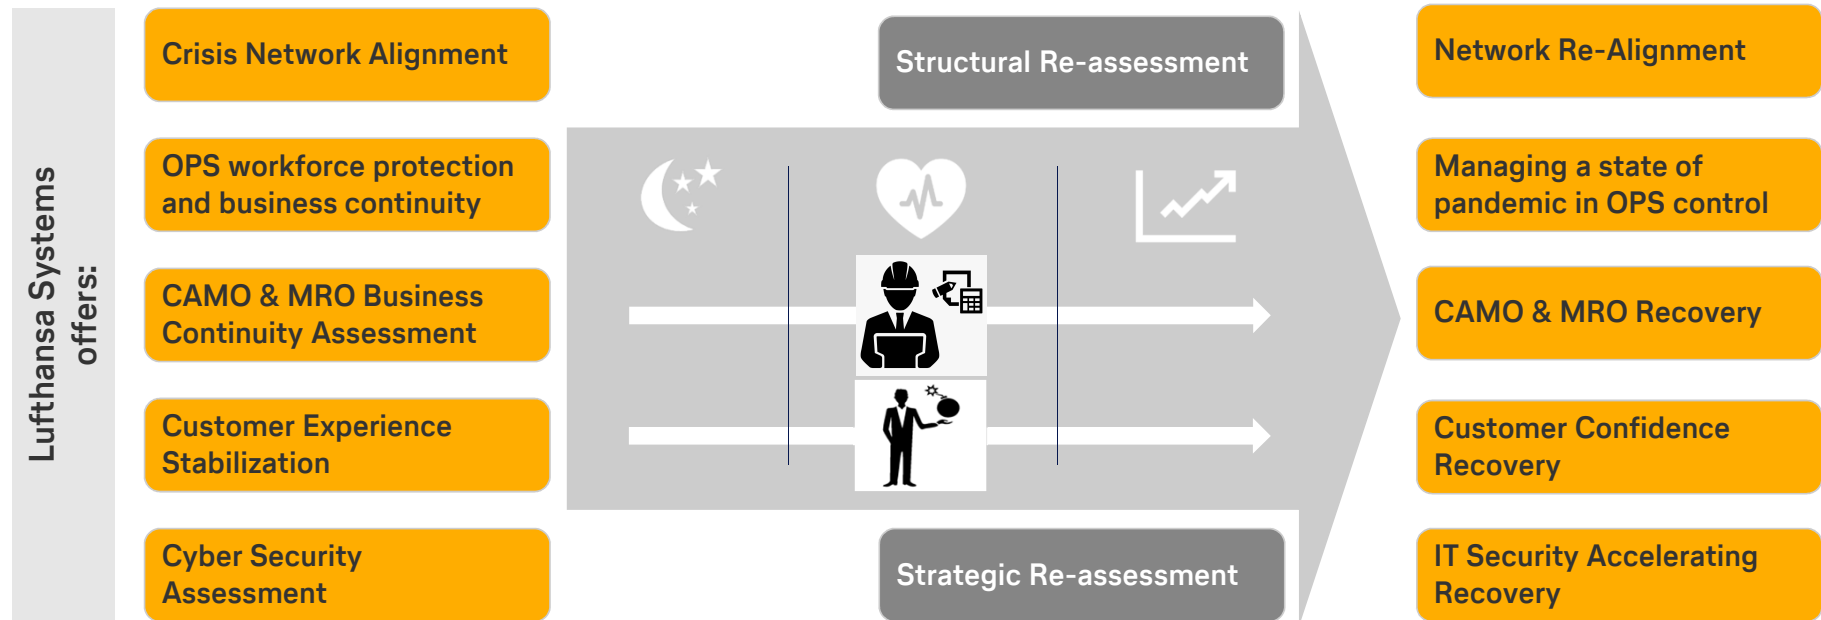 Lufthansa Systems
offers:
Crisis Network Alignment
OPS workforce protection
and business continuity
CAMO & MRO Business
Continuity Assessment
Customer Experience
Stabilization
Cyber Security
Assessment
Structural Re-assessment
Strategic Re-assessment
Network Re-Alignment
Managing a state of
pandemic in OPS control
CAMO & MRO Recovery
Customer Confidence
Recovery
IT Security Accelerating
Recovery